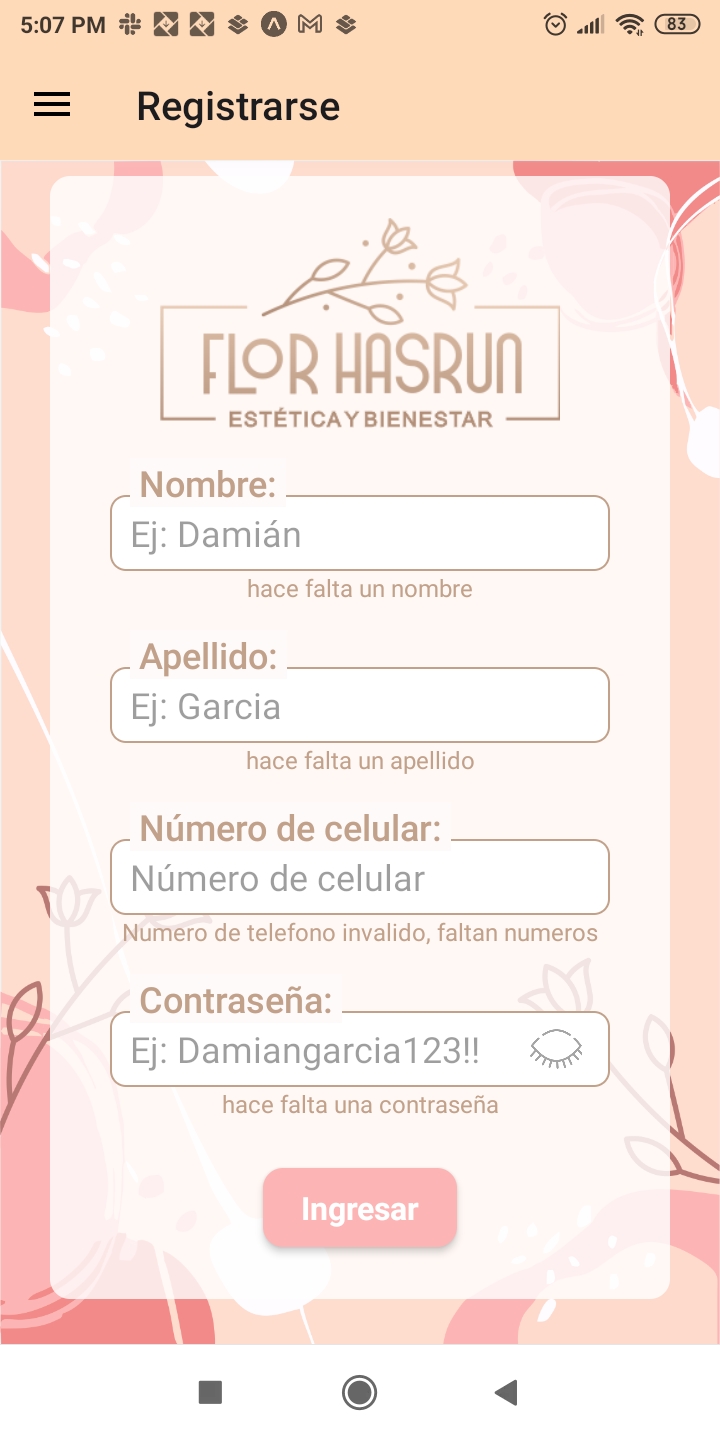 5:07 PM
83
Registrarse
FLOR HASRUN
ESTÉTICA Y BIENESTAR
Nombre:
Ej: Damián
hace falta un nombre
Apellido:
Ej: Garcia
hace falta un apellido
Número de celular:
Número de celular
Numero de telefono invalido, faltan numeros
Contraseña:
Ej: Damiangarcia123!!
hace falta una contraseña
Ingresar